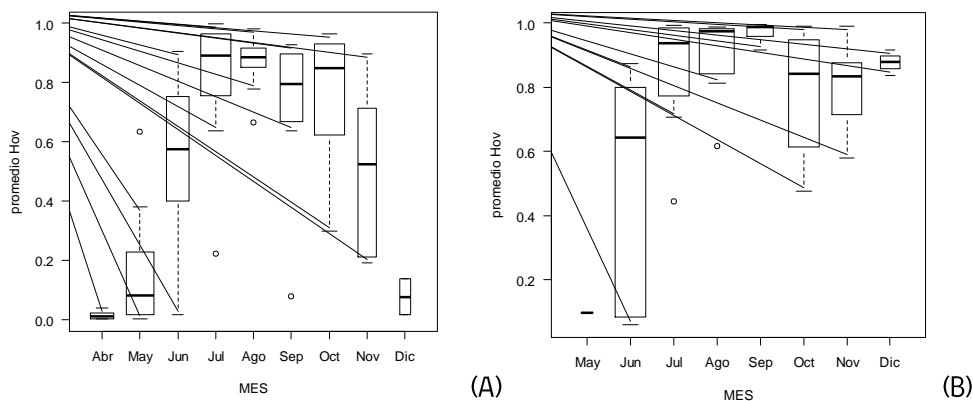 1.0
0.8
0.6
0.4
0.2
0.0
promedio Hov
Abr May Jun Jul Ago Sep Oct Nov Dic
MES
(A)
1.0
0.8
0.6
0.4
0.2
promedio Hov
May Jun Jul Ago Sep Oct Nov Dic
MES
(B)